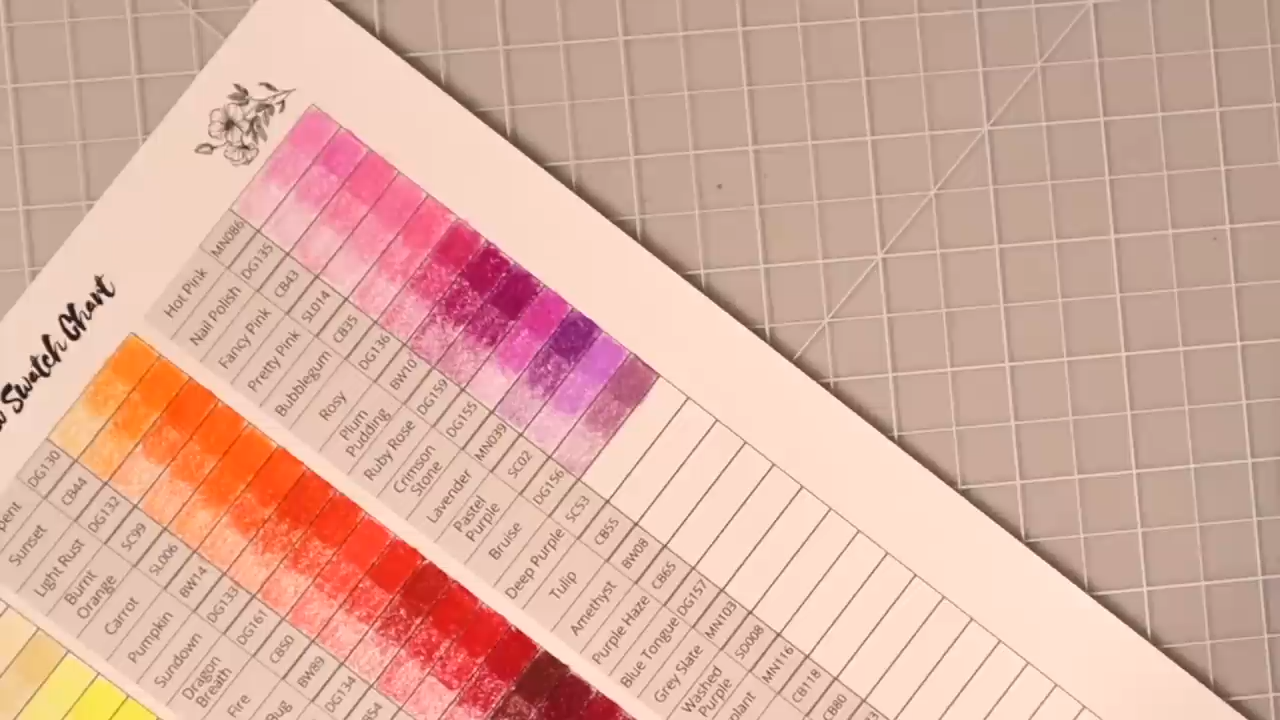 Swatch Chart
MN086
DG135
CB43
SL014
CB35
DG136
BW10
DG159
DG155
MN039
SC02
DG156
SC53
CB55
BW08
CB65
DG157
MN103
SD008
MN116
CB118
CB80
Hot Pink
Nail Polish
Fancy Pink
Pretty Pink
Bubblegum
Rosy
Plum
Pudding
Ruby Rose
Crimson
Stone
Lavender
Pastel
Purple
Bruise
Deep Purple
Tulip
Amethyst
Purple Haze
Blue Tongue
Grey Slate
Washed
Purple
DG130
CB44
DG132
SC99
SL006
BW14
DG133
DG161
CB50
BW89
DG134
Sunset
Light Rust
Burnt
Orange
Carrot
Pumpkin
Sundown
Dragon
Breath
Fire